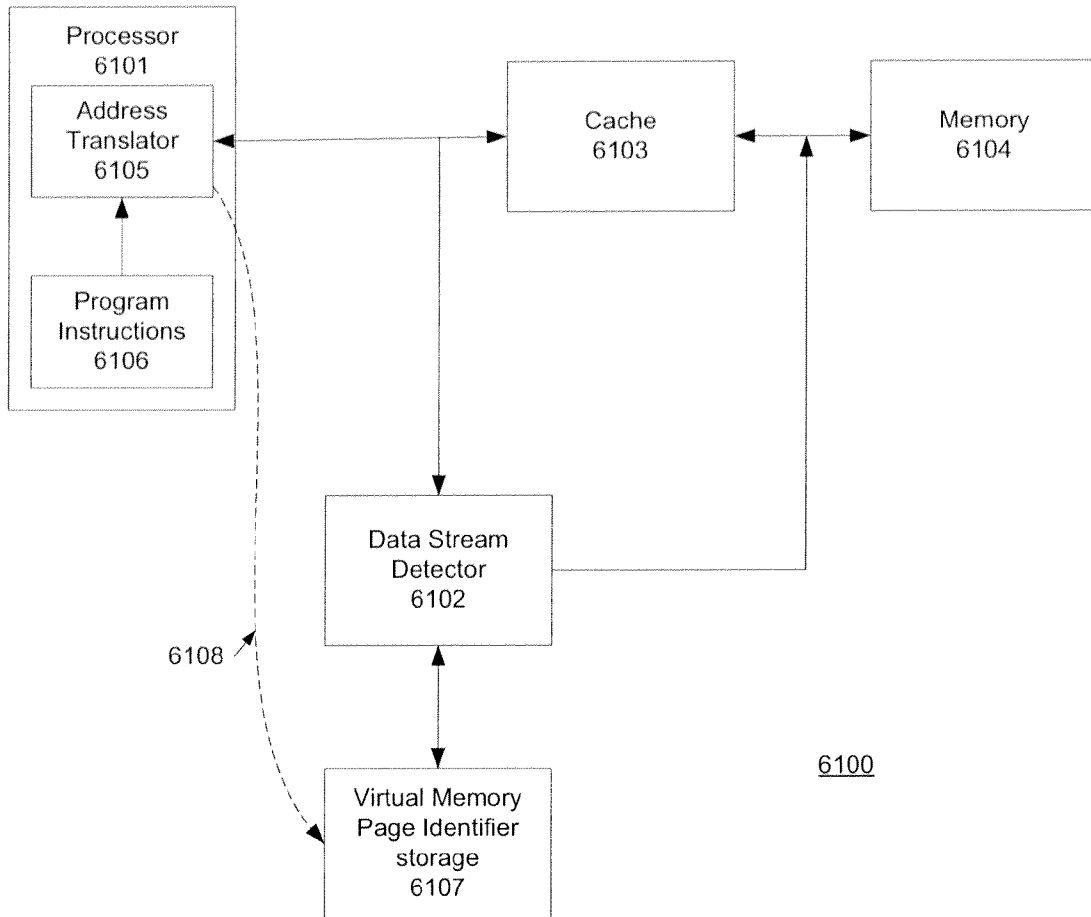 Processor
6101
Address
Translator
6105
Program
Instructions
6106
Cache
6103
Memory
6104
Data Stream
Detector
6102
6108
Virtual Memory
Page Identifier
storage
6107
6100